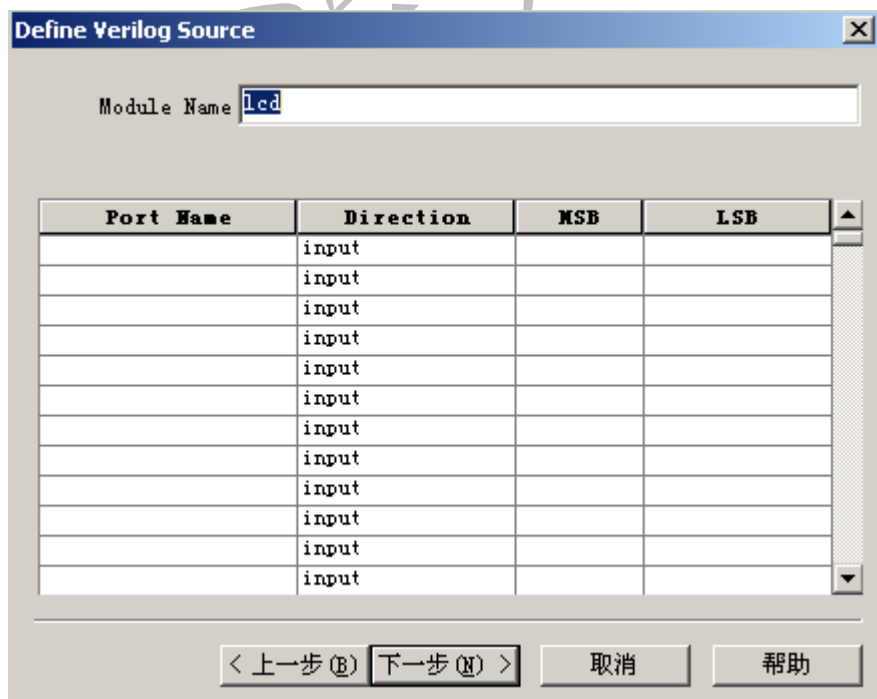 Define Verilog Source
Module Name lcd
Port Name Direction MSB LSB
input
input
input
input
input
input
input
input
input
input
input
input
< 上一步(B) 下一步(N) > 取消 帮助